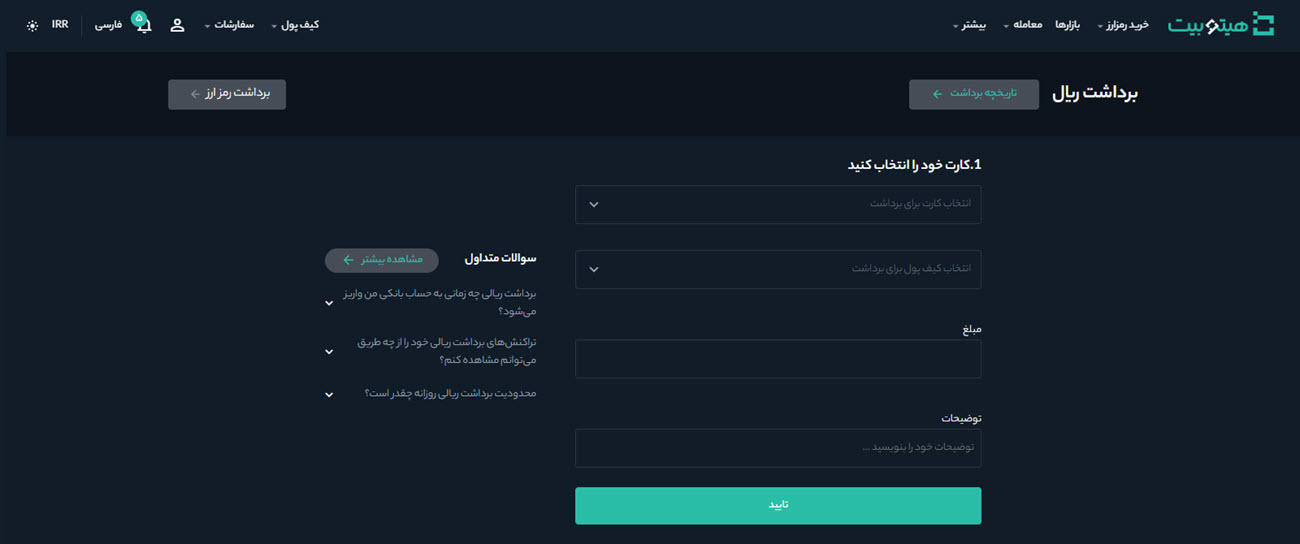 هیتوبیت
خرید رمزارز
بازارها
معامله
بیشتر
کیف پول
سفارشات
۵
فارسی
IRR
برداشت ریال
تاریخچه برداشت
برداشت رمز ارز
1.کارت خود را انتخاب کنید
انتخاب کارت برای برداشت
انتخاب کیف پول برای برداشت
مبلغ
توضیحات
توضیحات خود را بنویسید ...
تایید
سوالات متداول
مشاهده بیشتر
برداشت ریالی چه زمانی به حساب بانکی من واریز
می‌شود؟
تراکنش‌های برداشت ریالی خود را از چه طریق
می‌توانم مشاهده کنم؟
محدودیت برداشت ریالی روزانه چقدر است؟